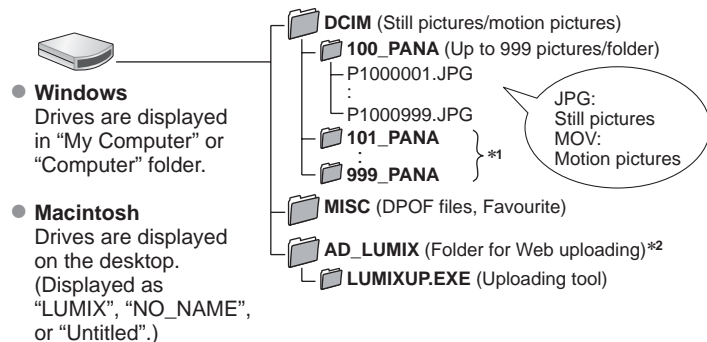 ● Windows
Drives are displayed
in “My Computer” or
“Computer” folder.
● Macintosh
Drives are displayed
on the desktop.
(Displayed as
“LUMIX”, “NO_NAME”,
or “Untitled”.)
DCIM (Still pictures/motion pictures)
100_PANA (Up to 999 pictures/folder)
P1000001.JPG
:
P1000999.JPG
101_PANA
:
999_PANA
*1
JPG:
Still pictures
MOV:
Motion pictures
MISC (DPOF files, Favourite)
AD_LUMIX (Folder for Web uploading)*2
LUMIXUP.EXE (Uploading tool)